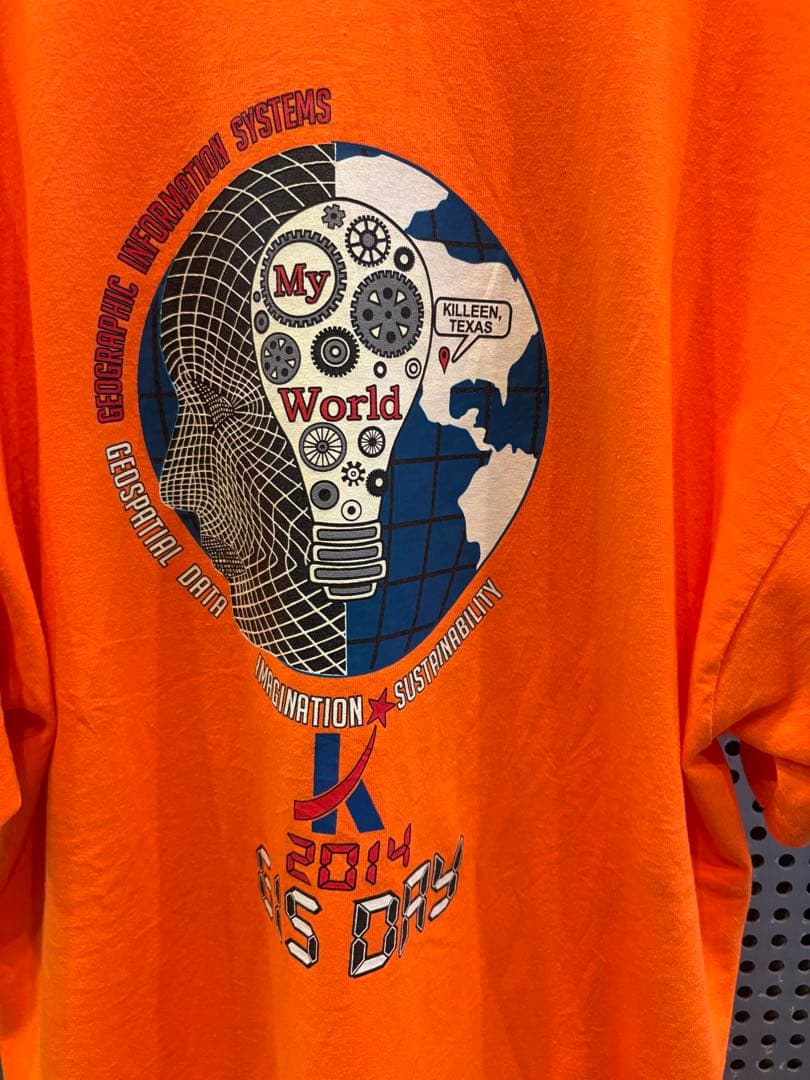 GEOGRAPHIC INFORMATION SYSTEMS
My
World
KILLEEN,
TEXAS
GEOSPATIAL DATA
IMAGINATION
SUSTAINABILITY
K
2014
GIS DAY